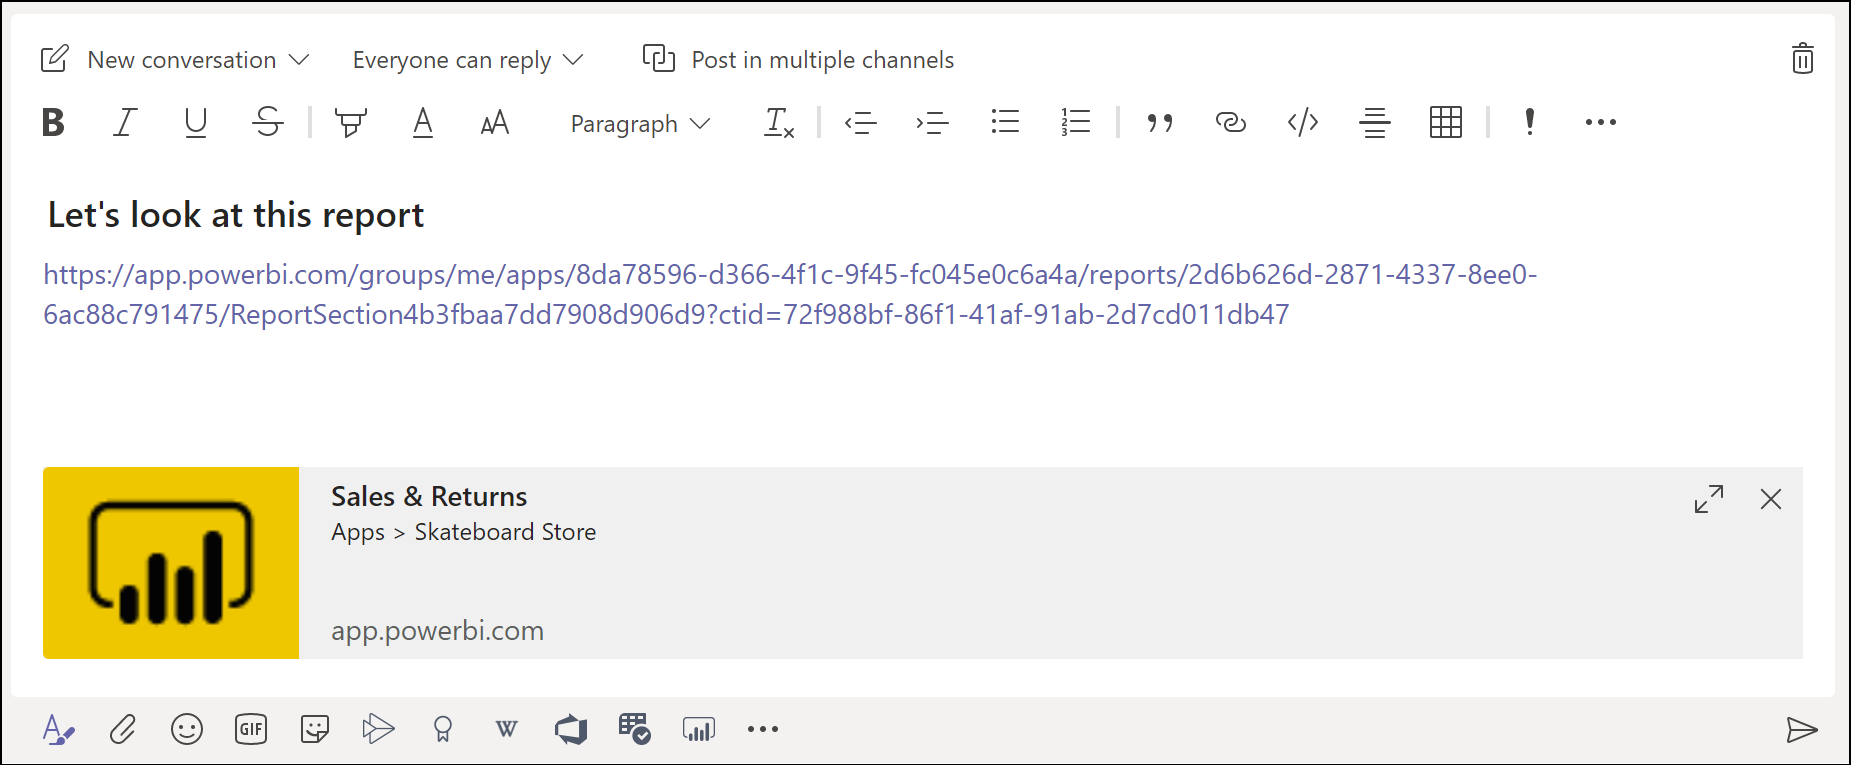 New conversation
Everyone can reply
Post in multiple channels
B I U S A AA Paragraph T
Let's look at this report
https://app.powerbi.com/groups/me/apps/8da78596-d366-4f1c-9f45-fc045e0c6a4a/reports/2d6b626d-2871-4337-8ee0-
6ac88c791475/ReportSection4b3fbaa7dd7908d906d9?ctid=72f988bf-86f1-41af-91ab-2d7cd011db47
Sales & Returns
Apps > Skateboard Store
app.powerbi.com
GIF
W